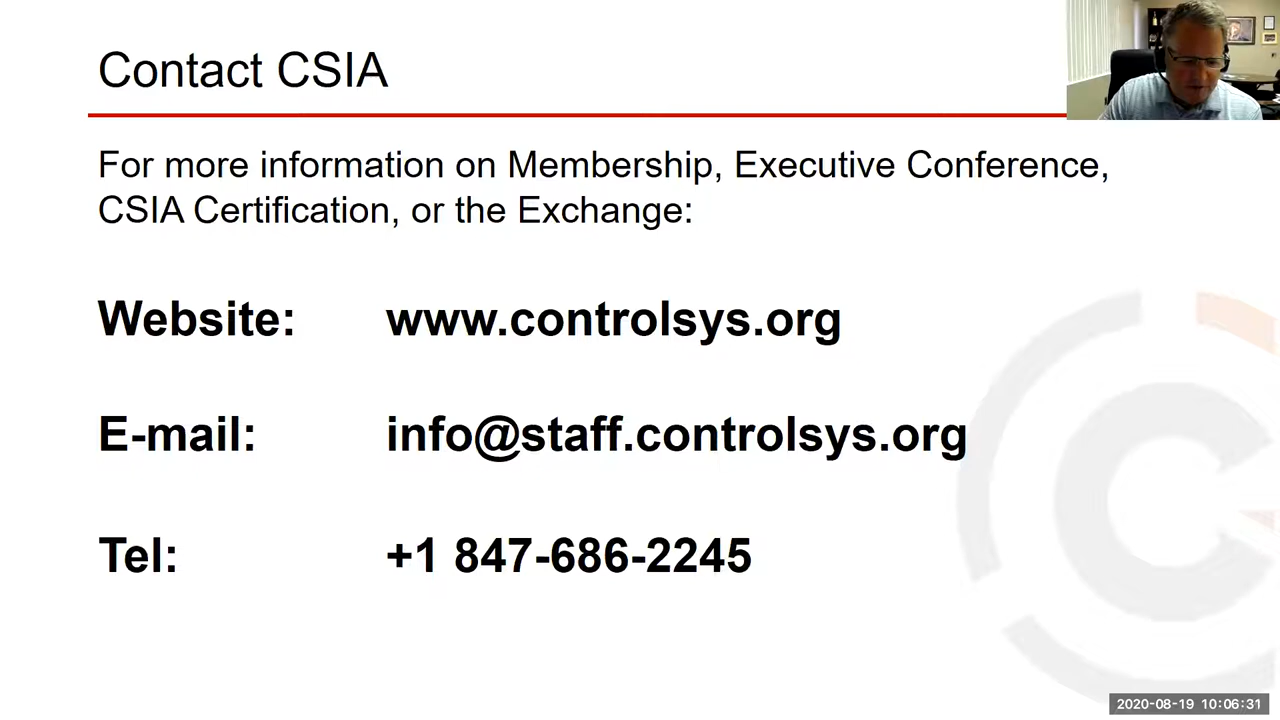 Contact CSIA
For more information on Membership, Executive Conference,
CSIA Certification, or the Exchange:
Website: www.controlsys.org
E-mail: info@staff.controlsys.org
Tel: +1 847-686-2245
2020-08-19 10:06:31